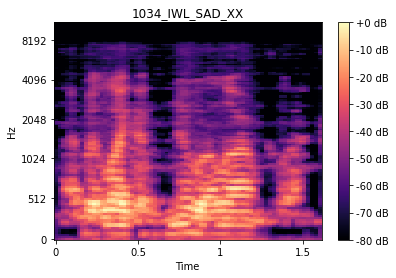 1034_IWL_SAD_XX
8192
4096
2048
1024
512
0
Hz
0
0.5
1
1.5
Time
+0 dB
-10 dB
-20 dB
-30 dB
-40 dB
-50 dB
-60 dB
-70 dB
-80 dB